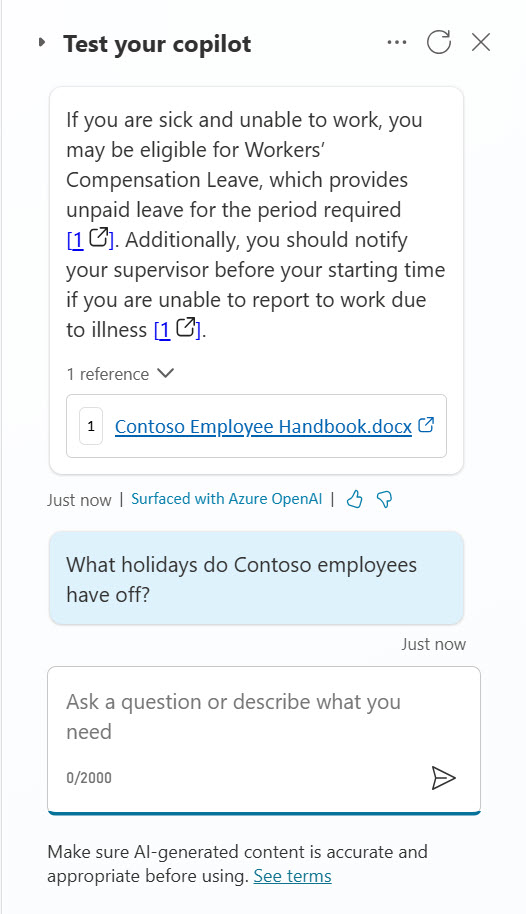 Test your copilot
If you are sick and unable to work, you
may be eligible for Workers’
Compensation Leave, which provides
unpaid leave for the period required
[1]. Additionally, you should notify
your supervisor before your starting time
if you are unable to report to work due
to illness [1].
1 reference
1 Contoso Employee Handbook.docx
Just now | Surfaced with Azure OpenAI |
What holidays do Contoso employees
have off?
Just now
Ask a question or describe what you
need
0/2000
Make sure AI-generated content is accurate and
appropriate before using. See terms